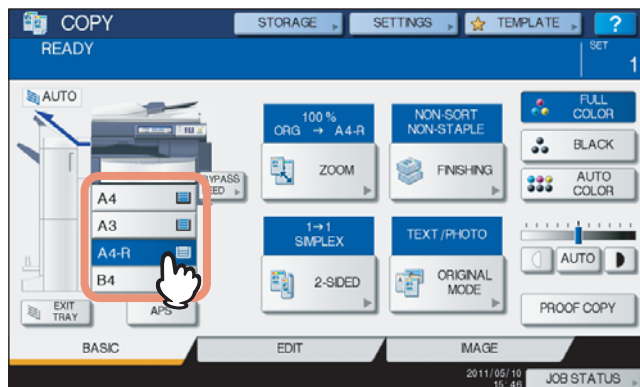 COPY
STORAGE
SETTINGS
TEMPLATE
?
READY
SET
1
AUTO
100 %
ORG → A4-R
ZOOM
NON-SORT
NON-STAPLE
FINISHING
FULL
COLOR
BLACK
AUTO
COLOR
YPASS
EED
A4
A3
A4-R
B4
1→1
SIMPLEX
2-SIDED
TEXT/PHOTO
ORIGINAL
MODE
AUTO
EXIT
TRAY
APS
PROOF COPY
BASIC
EDIT
IMAGE
2011/05/10
15:46
JOB STATUS